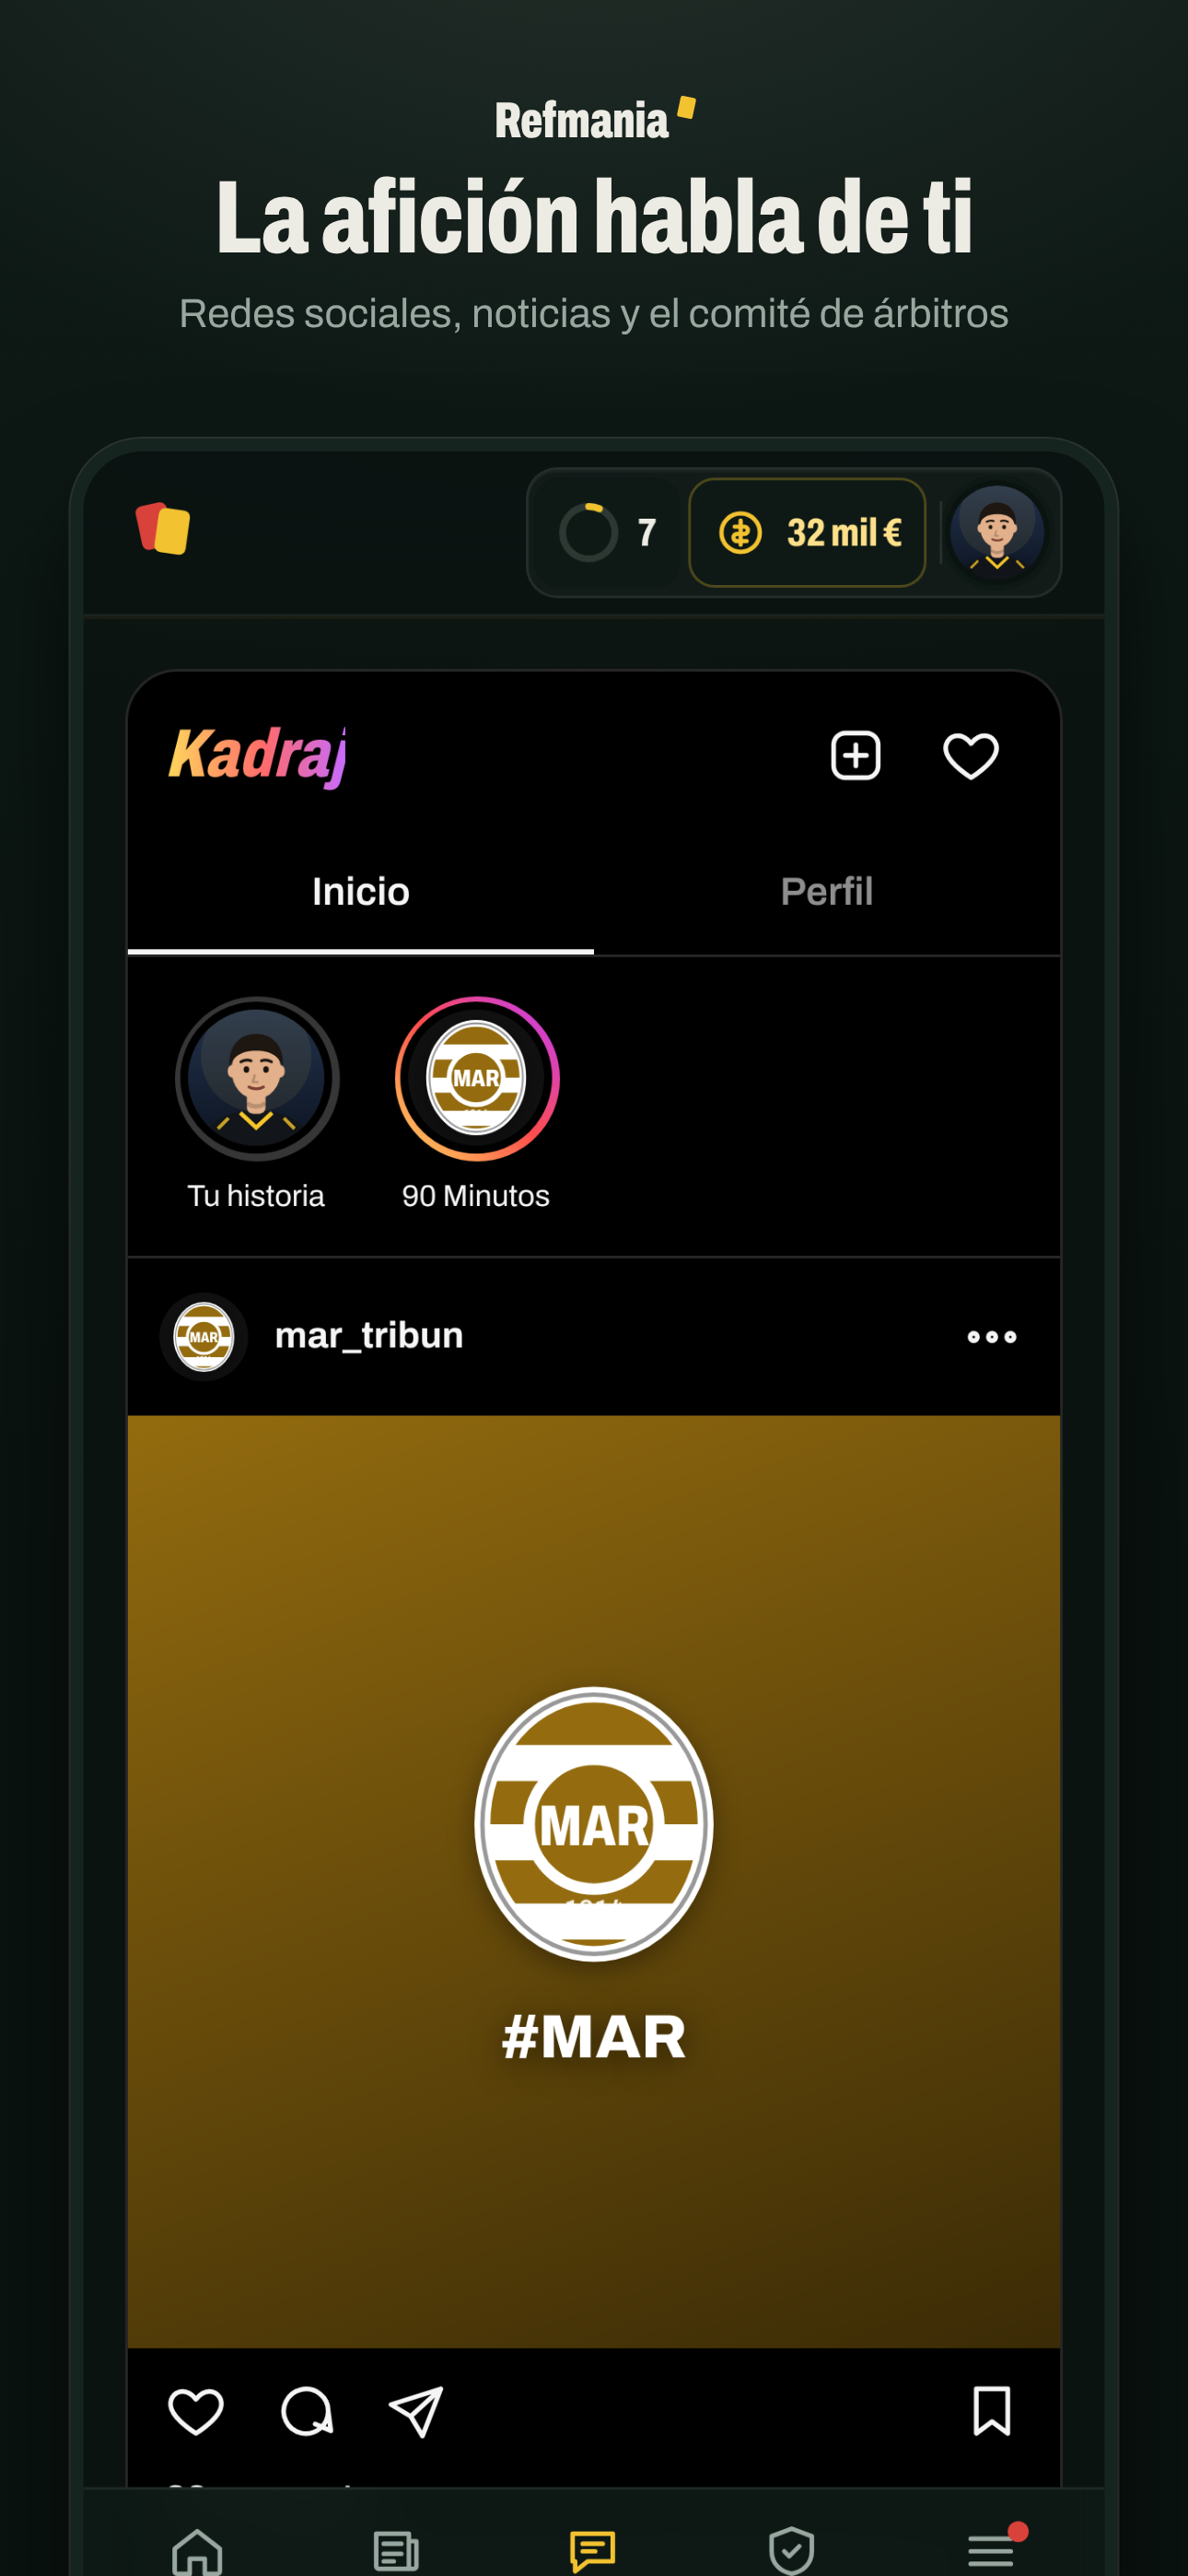 Refmania
La afición habla de ti
Redes sociales, noticias y el comité de árbitros
7
32 mil €
Kadraj
Inicio
Perfil
MAR
Tu historia
90 Minutos
MAR
mar_tribun
MAR
#MAR